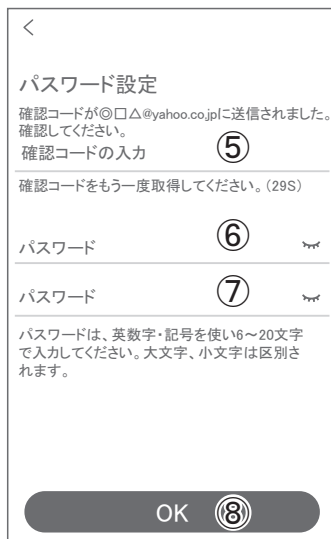 <
パスワード設定
確認コードが◎□△@yahoo.co.jpに送信されました。
確認してください。
確認コードの入力 ⑤
確認コードをもう一度取得してください。(29S)
パスワード ⑥
パスワード ⑦
パスワードは、英数字・記号を使い6～20文字
で入力してください。大文字、小文字は区別さ
れます。
OK ⑧